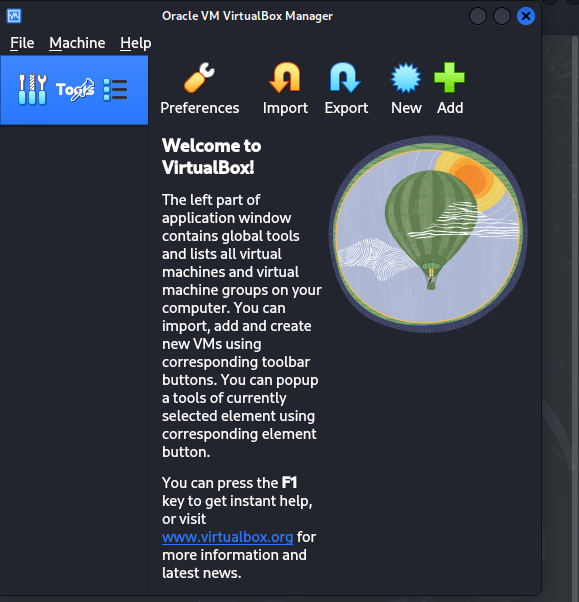 Oracle VM VirtualBox Manager
File Machine Help
Tools
Preferences Import Export New Add
Welcome to
VirtualBox!
The left part of
application window
contains global tools
and lists all virtual
machines and virtual
machine groups on your
computer. You can
import, add and create
new VMs using
corresponding toolbar
buttons. You can popup
a tools of currently
selected element using
corresponding element
button.
You can press the F1
key to get instant help,
or visit
www.virtualbox.org for
more information and
latest news.